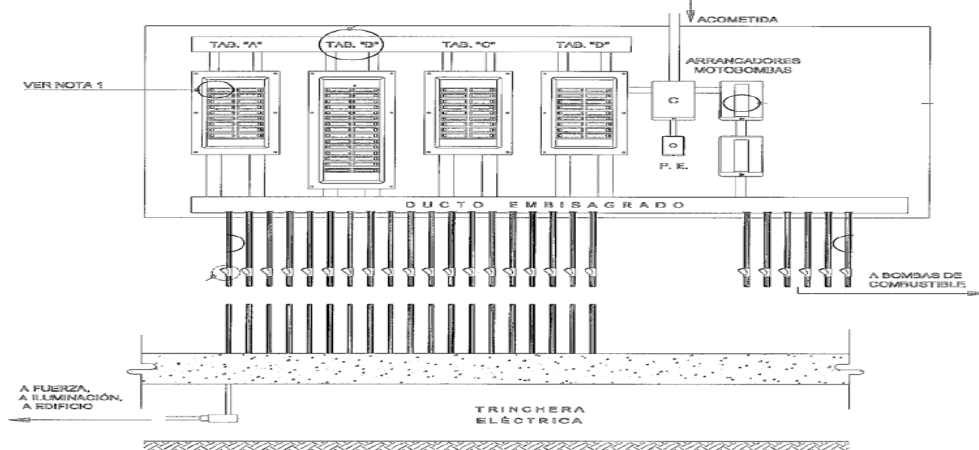 ACOMETIDA
TAB. "A" TAB. "B" TAB. "C" TAB. "D"
ARRANCADORES
MOTOBOMBAS
VER NOTA 1
C
P. E.
DUCTO EMBISAGRADO
A BOMBAS DE
COMBUSTIBLE
A FUERZA,
A ILUMINACIÓN,
A EDIFICIO
TRINCHERA
ELÉCTRICA